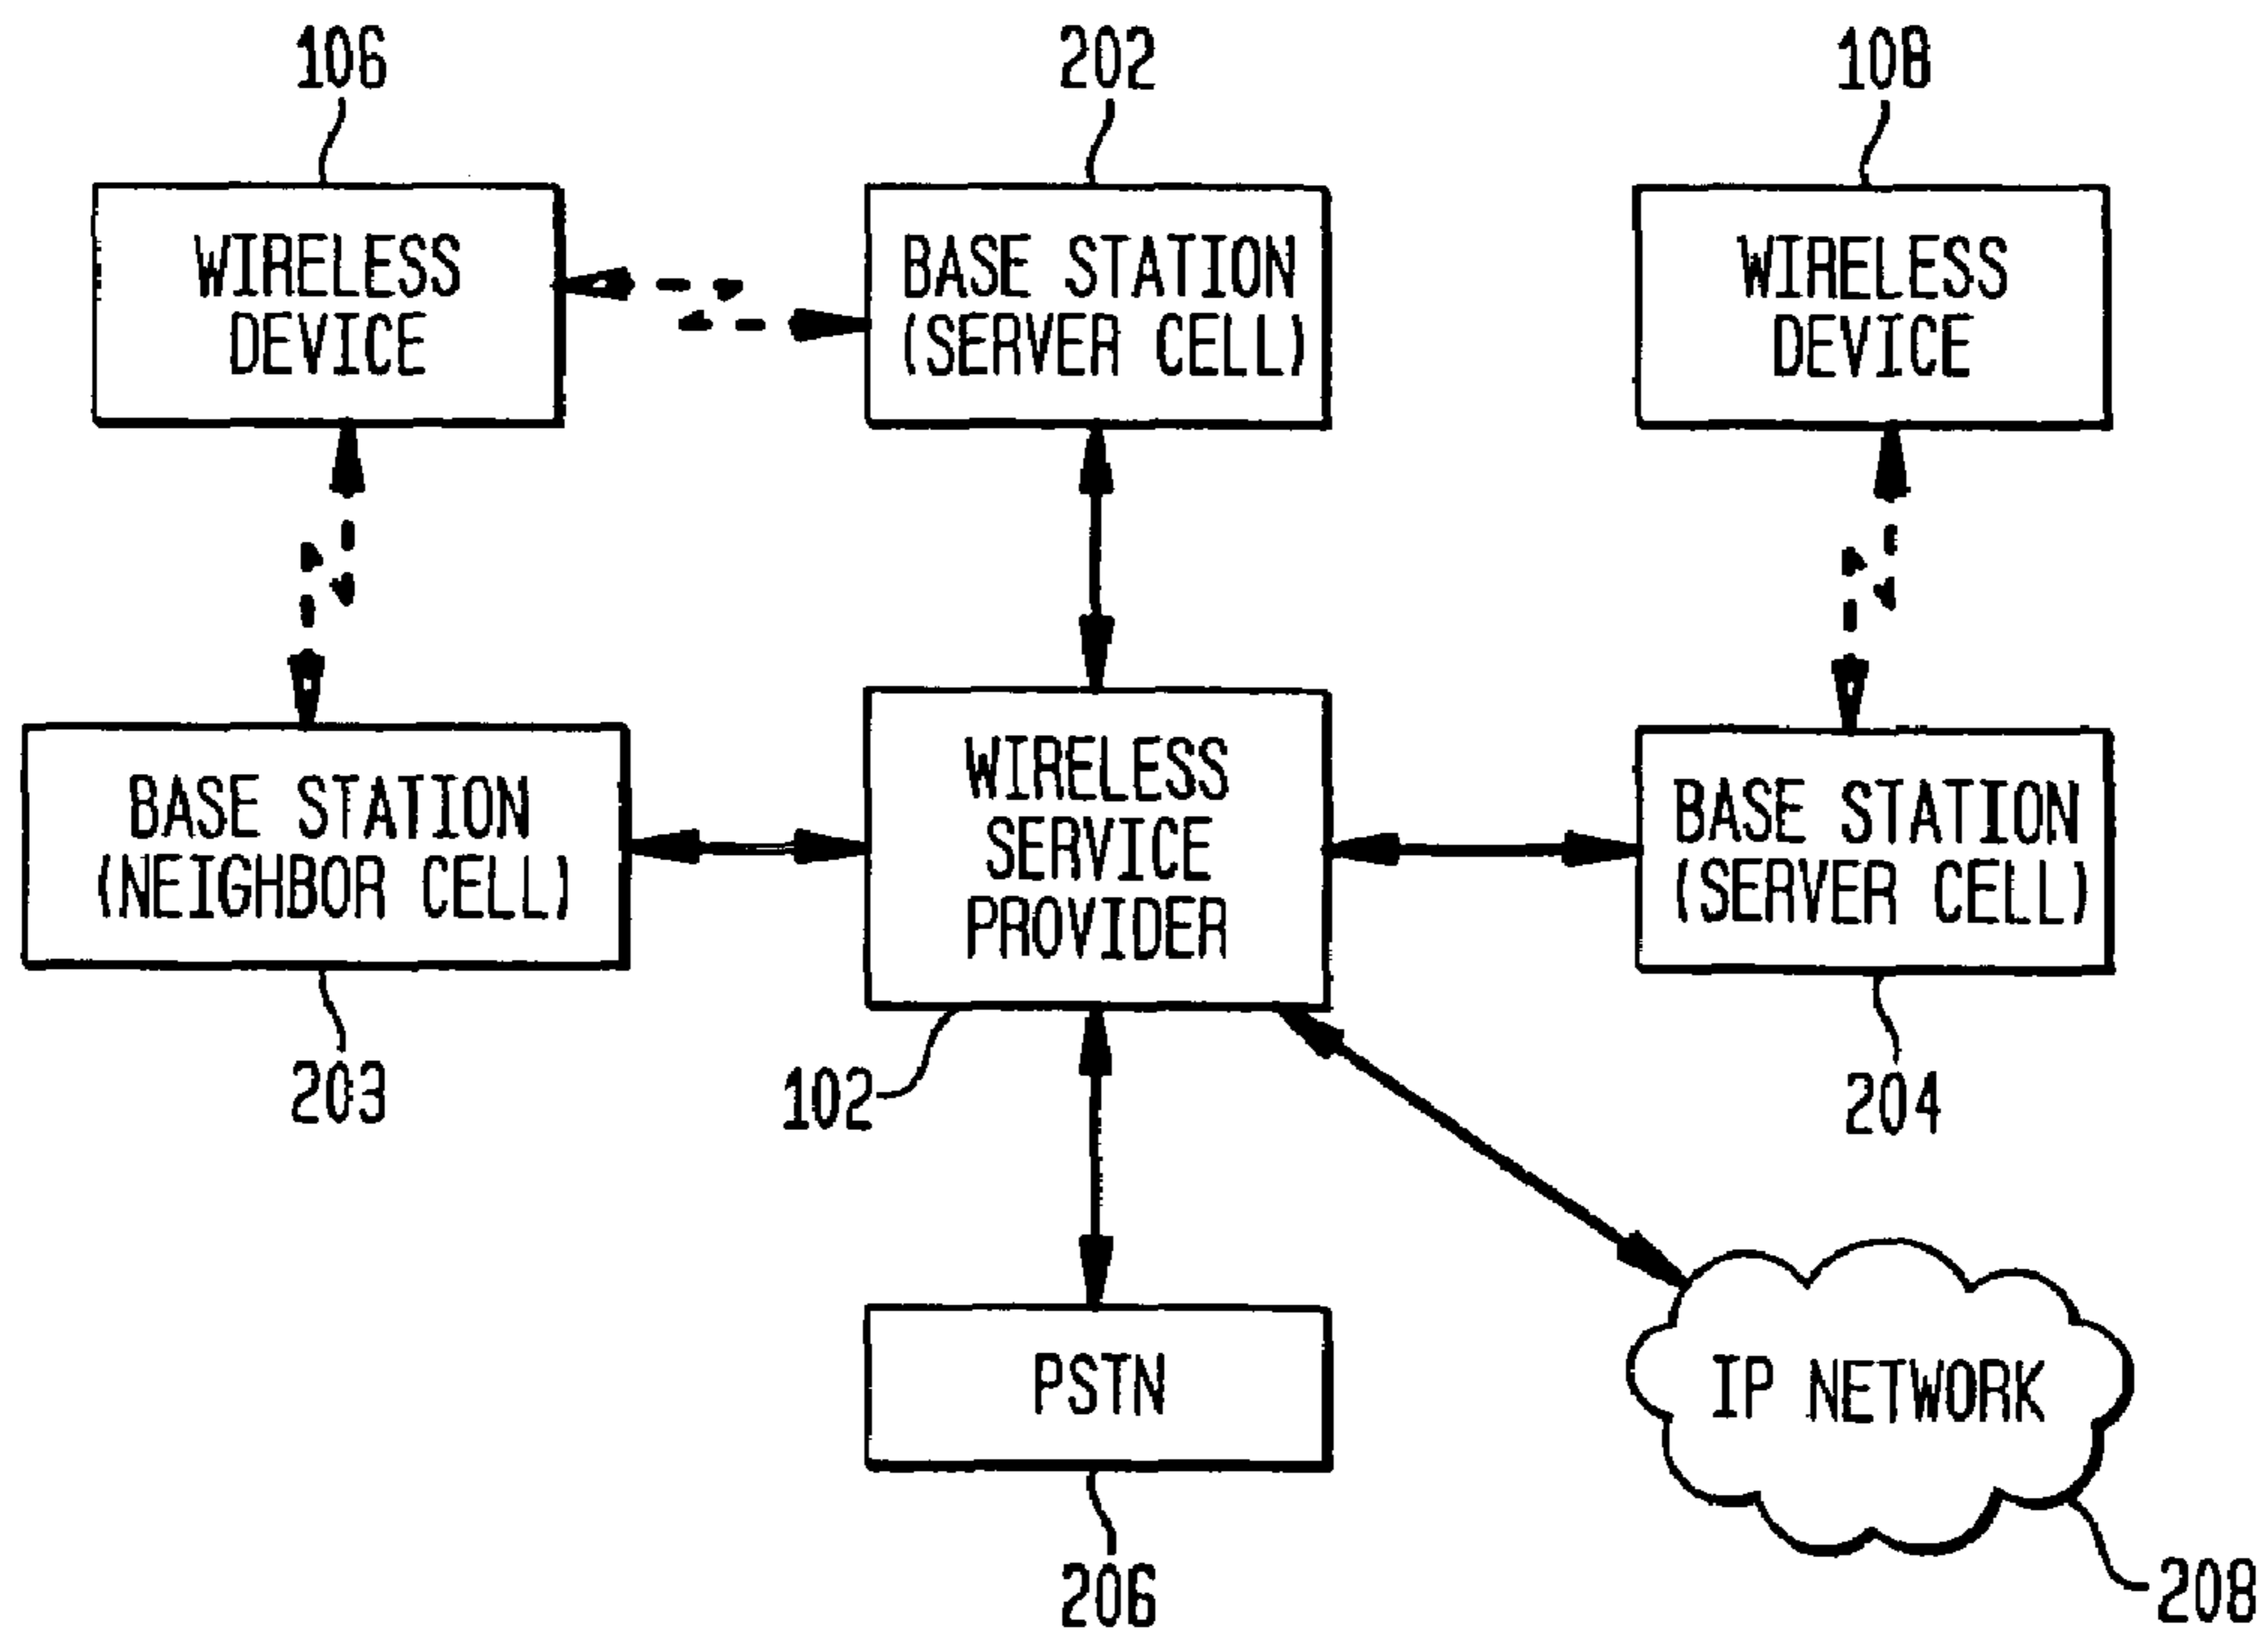 106
202
108
WIRELESS
DEVICE
BASE STATION
(SERVER CELL)
WIRELESS
DEVICE
BASE STATION
(NEIGHBOR CELL)
WIRELESS
SERVICE
PROVIDER
BASE STATION
(SERVER CELL)
203
102
204
PSTN
IP NETWORK
206
208